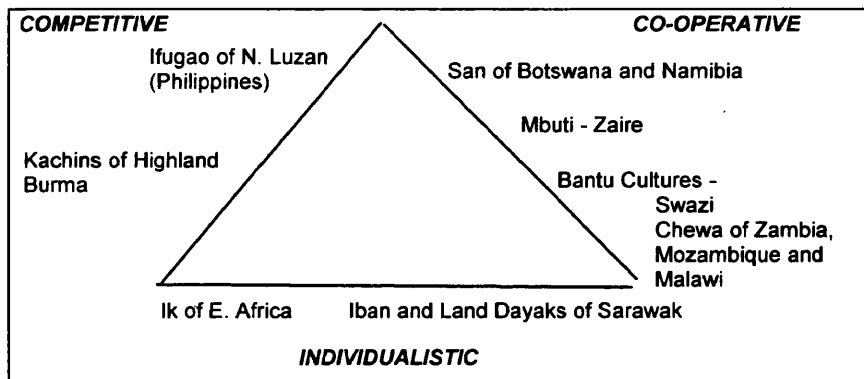 COMPETITIVE
CO-OPERATIVE
Ifugao of N. Luzan
(Philippines)
San of Botswana and Namibia
Mbuti - Zaire
Kachins of Highland
Burma
Bantu Cultures -
Swazi
Chewa of Zambia,
Mozambique and
Malawi
Ik of E. Africa
Iban and Land Dayaks of Sarawak
INDIVIDUALISTIC